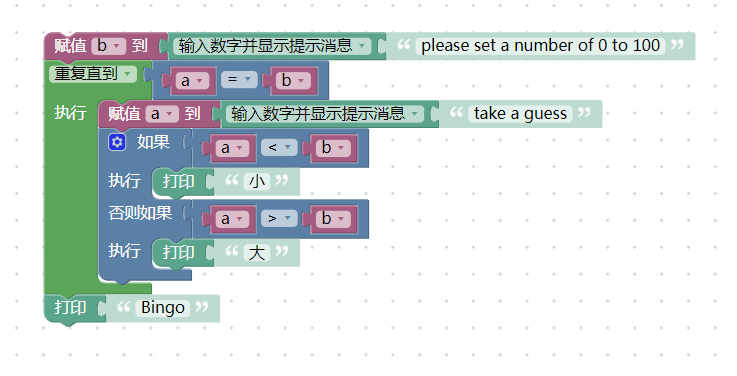 赋值 b 到 输入数字并显示提示消息 “ please set a number of 0 to 100 ”
重复直到 a = b
执行 赋值 a 到 输入数字并显示提示消息 “ take a guess ”
如果 a < b
执行 打印 “ 小 ”
否则如果 a > b
执行 打印 “ 大 ”
打印 “ Bingo ”